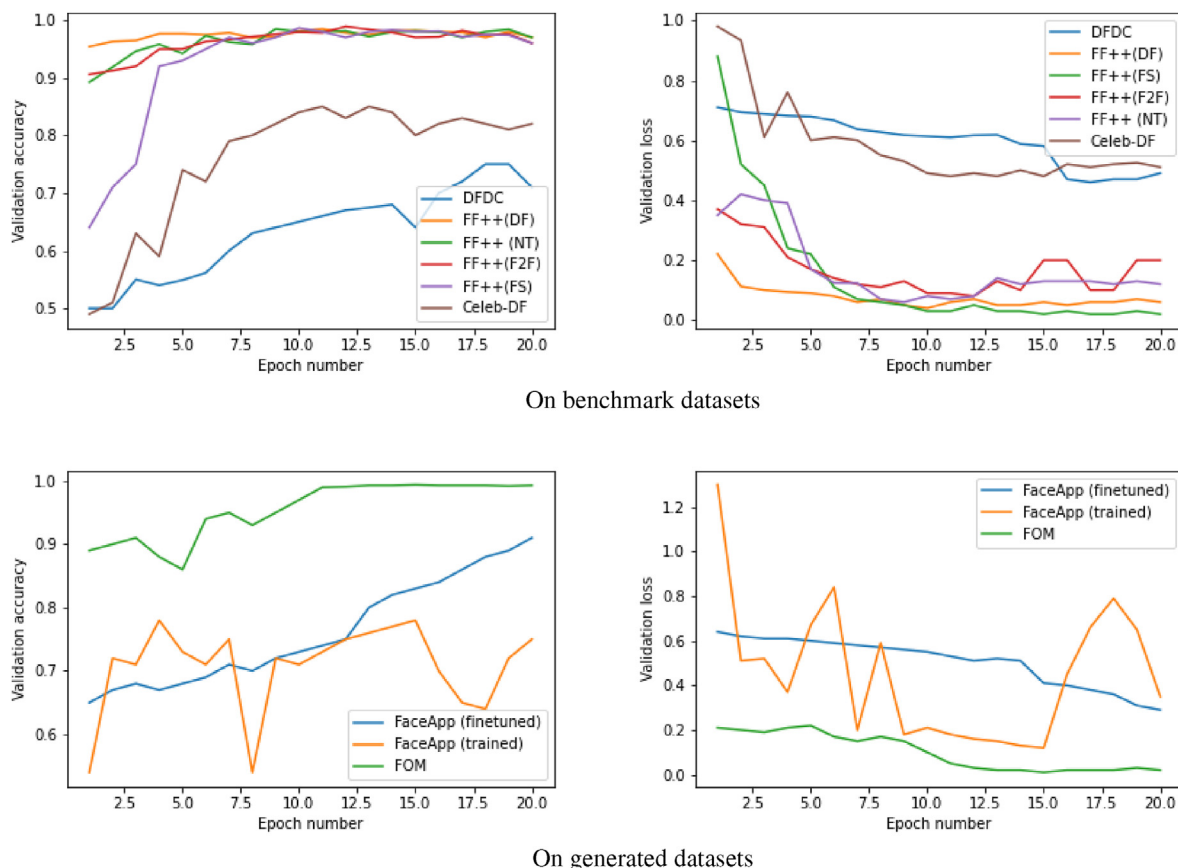 1.0
0.9
0.8
0.7
0.6
0.5
Validation accuracy
2.5 5.0 7.5 10.0 12.5 15.0 17.5 20.0
Epoch number
DFDC
FF++(DF)
FF++ (NT)
FF++(F2F)
FF++(FS)
Celeb-DF
1.0
0.8
0.6
0.4
0.2
0.0
Validation loss
2.5 5.0 7.5 10.0 12.5 15.0 17.5 20.0
Epoch number
DFDC
FF++(DF)
FF++(FS)
FF++(F2F)
FF++ (NT)
Celeb-DF
On benchmark datasets
1.0
0.9
0.8
0.7
0.6
Validation accuracy
2.5 5.0 7.5 10.0 12.5 15.0 17.5 20.0
Epoch number
FaceApp (finetuned)
FaceApp (trained)
FOM
1.2
1.0
0.8
0.6
0.4
0.2
0.0
Validation loss
2.5 5.0 7.5 10.0 12.5 15.0 17.5 20.0
Epoch number
FaceApp (finetuned)
FaceApp (trained)
FOM
On generated datasets